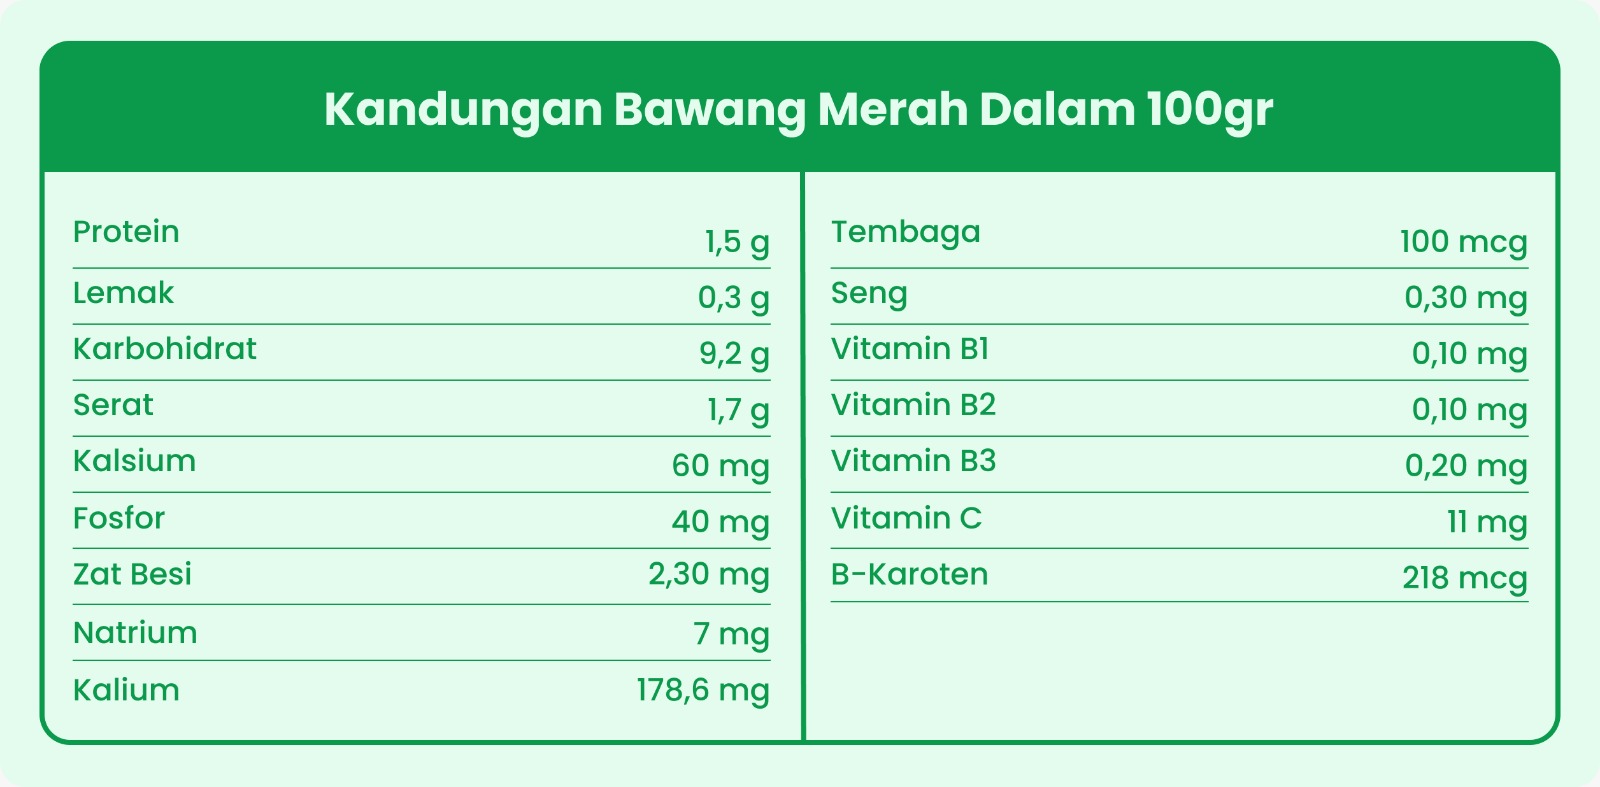 Kandungan Bawang Merah Dalam 100gr
Protein 1,5 g
Lemak 0,3 g
Karbohidrat 9,2 g
Serat 1,7 g
Kalsium 60 mg
Fosfor 40 mg
Zat Besi 2,30 mg
Natrium 7 mg
Kalium 178,6 mg
Tembaga 100 mcg
Seng 0,30 mg
Vitamin B1 0,10 mg
Vitamin B2 0,10 mg
Vitamin B3 0,20 mg
Vitamin C 11 mg
B-Karoten 218 mcg